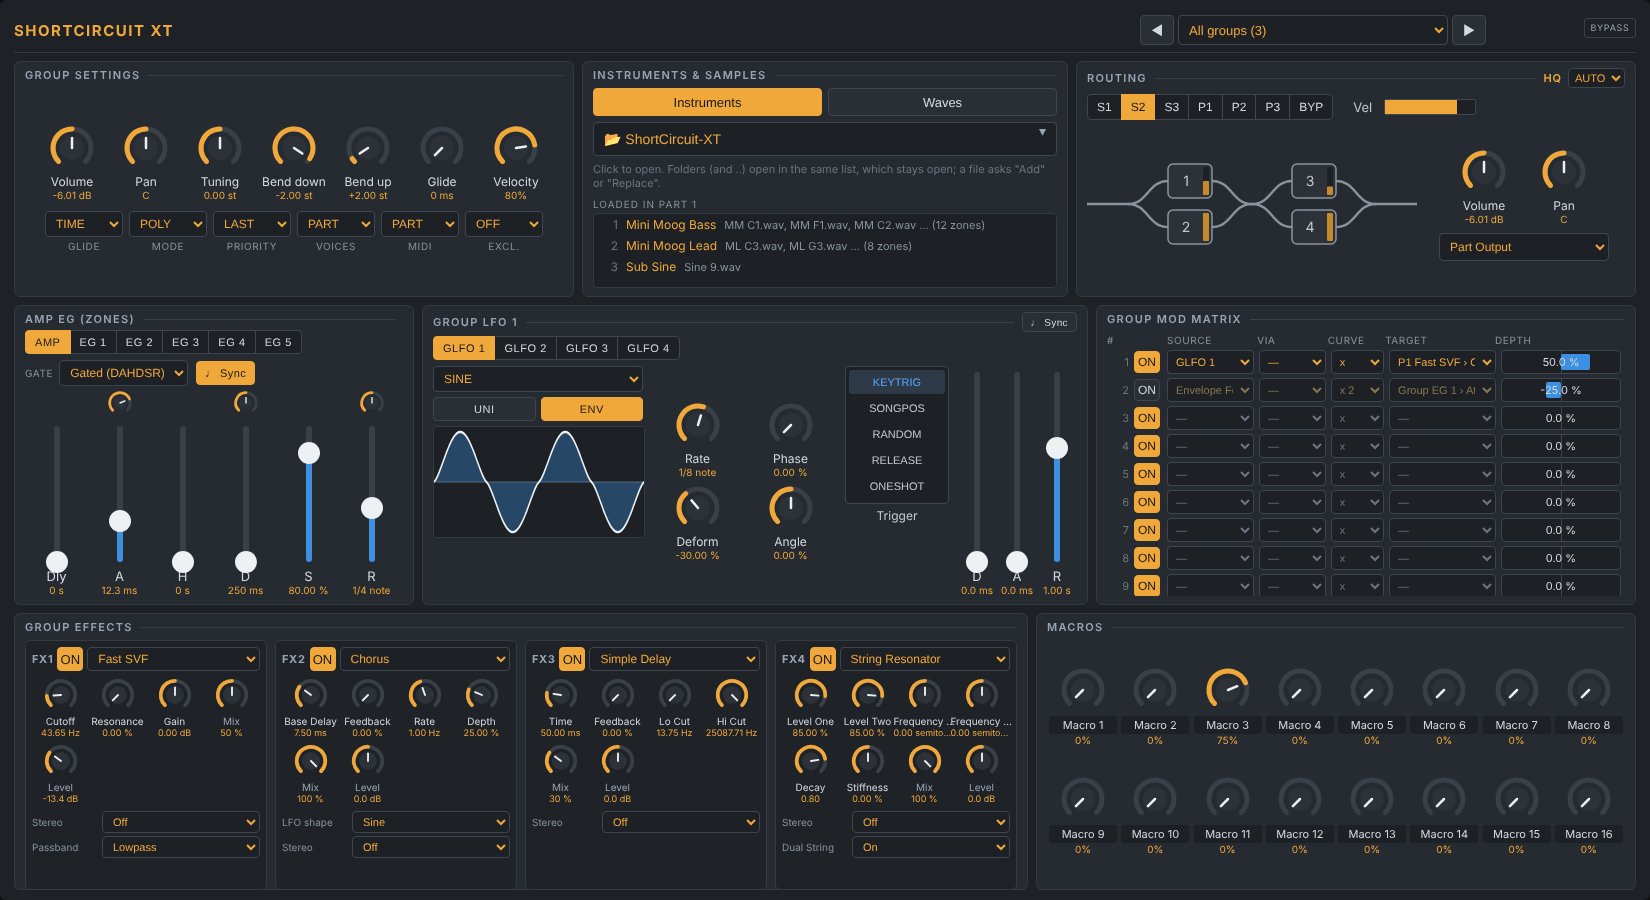 SHORTCIRCUIT XT
◀ All groups (3) ▶
BYPASS
GROUP SETTINGS
Volume Pan Tuning Bend down Bend up Glide Velocity
-6.01 dB C 0.00 st -2.00 st +2.00 st 0 ms 80%
TIME POLY LAST PART PART OFF
GLIDE MODE PRIORITY VOICES MIDI EXCL.
INSTRUMENTS & SAMPLES
Instruments Waves
📂 ShortCircuit-XT
Click to open. Folders (and ..) open in the same list, which stays open; a file asks "Add"
or "Replace".
LOADED IN PART 1
1 Mini Moog Bass MM C1.wav, MM F1.wav, MM C2.wav ... (12 zones)
2 Mini Moog Lead ML C3.wav, ML G3.wav ... (8 zones)
3 Sub Sine Sine 9.wav
ROUTING HQ AUTO
S1 S2 S3 P1 P2 P3 BYP Vel
1 3
2 4
Volume Pan
-6.01 dB C
Part Output
AMP EG (ZONES)
AMP EG 1 EG 2 EG 3 EG 4 EG 5
GATE Gated (DAHDSR) ♩ Sync
Dly A H D S R
0 s 12.3 ms 0 s 250 ms 80.00 % 1/4 note
GROUP LFO 1 ♩ Sync
GLFO 1 GLFO 2 GLFO 3 GLFO 4
SINE
UNI ENV
Rate Phase
1/8 note 0.00 %
Deform Angle
-30.00 % 0.00 %
KEYTRIG
SONGPOS
RANDOM
RELEASE
ONESHOT
Trigger
D A R
0.0 ms 0.0 ms 1.00 s
GROUP MOD MATRIX
# SOURCE VIA CURVE TARGET DEPTH
1 ON GLFO 1 — x P1 Fast SVF › C 50.0 %
2 ON Envelope F — x 2 Group EG 1 › At -25.0 %
3 ON — — x — 0.0 %
4 ON — — x — 0.0 %
5 ON — — x — 0.0 %
6 ON — — x — 0.0 %
7 ON — — x — 0.0 %
8 ON — — x — 0.0 %
9 ON — — x — 0.0 %
GROUP EFFECTS
FX1 ON Fast SVF
Cutoff Resonance Gain Mix
43.65 Hz 0.00 % 0.00 dB 50 %
Level
-13.4 dB
Stereo Off
Passband Lowpass
FX2 ON Chorus
Base Delay Feedback Rate Depth
7.50 ms 0.00 % 1.00 Hz 25.00 %
Mix Level
100 % 0.0 dB
LFO shape Sine
Stereo Off
FX3 ON Simple Delay
Time Feedback Lo Cut Hi Cut
50.00 ms 0.00 % 13.75 Hz 25087.71 Hz
Mix Level
30 % 0.0 dB
Stereo Off
FX4 ON String Resonator
Level One Level Two Frequency ... Frequency ...
85.00 % 85.00 % 0.00 semito... 0.00 semito...
Decay Stiffness Mix Level
0.80 0.00 % 100 % 0.0 dB
Stereo Off
Dual String On
MACROS
Macro 1 Macro 2 Macro 3 Macro 4 Macro 5 Macro 6 Macro 7 Macro 8
0% 0% 75% 0% 0% 0% 0% 0%
Macro 9 Macro 10 Macro 11 Macro 12 Macro 13 Macro 14 Macro 15 Macro 16
0% 0% 0% 0% 0% 0% 0% 0%